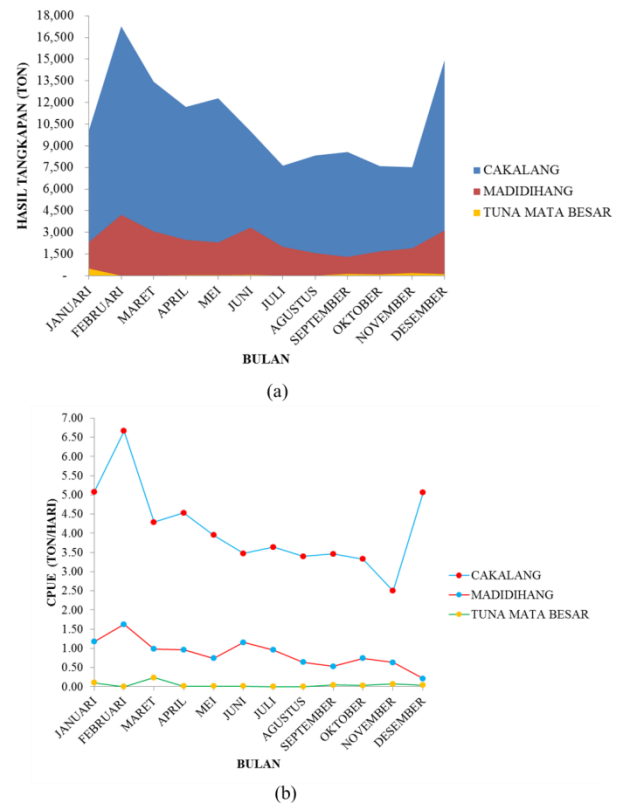 18,000
16,500
15,000
13,500
12,000
10,500
9,000
7,500
6,000
4,500
3,000
1,500
-
HASIL TANGKAPAN (TON)
CAKALANG
MADIDIHANG
TUNA MATA BESAR
JANUARI
FEBRUARI
MARET
APRIL
MEI
JUNI
JULI
AGUSTUS
SEPTEMBER
OKTOBER
NOVEMBER
DESEMBER
BULAN
(a)
7.00
6.50
6.00
5.50
5.00
4.50
4.00
3.50
3.00
2.50
2.00
1.50
1.00
0.50
0.00
CPUE (TON/HARI)
CAKALANG
MADIDIHANG
TUNA MATA BESAR
JANUARI
FEBRUARI
MARET
APRIL
MEI
JUNI
JULI
AGUSTUS
SEPTEMBER
OKTOBER
NOVEMBER
DESEMBER
BULAN
(b)